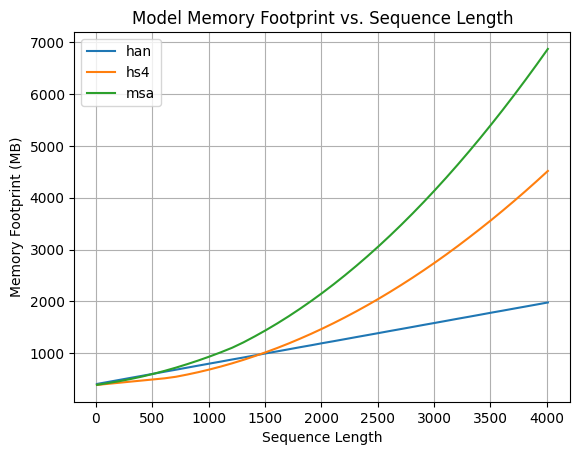 Model Memory Footprint vs. Sequence Length
han
hs4
msa
Memory Footprint (MB)
7000
6000
5000
4000
3000
2000
1000
0 500 1000 1500 2000 2500 3000 3500 4000
Sequence Length